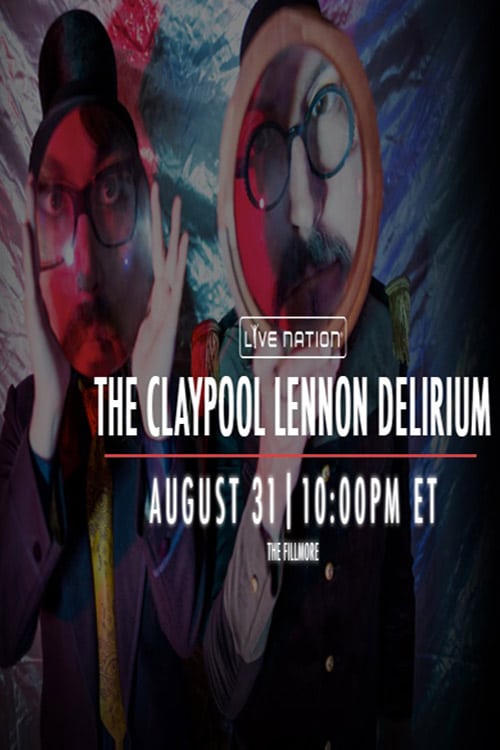 LIVE NATION
THE CLAYPOOL LENNON DELIRIUM
AUGUST 31 | 10:00PM ET
THE FILLMORE